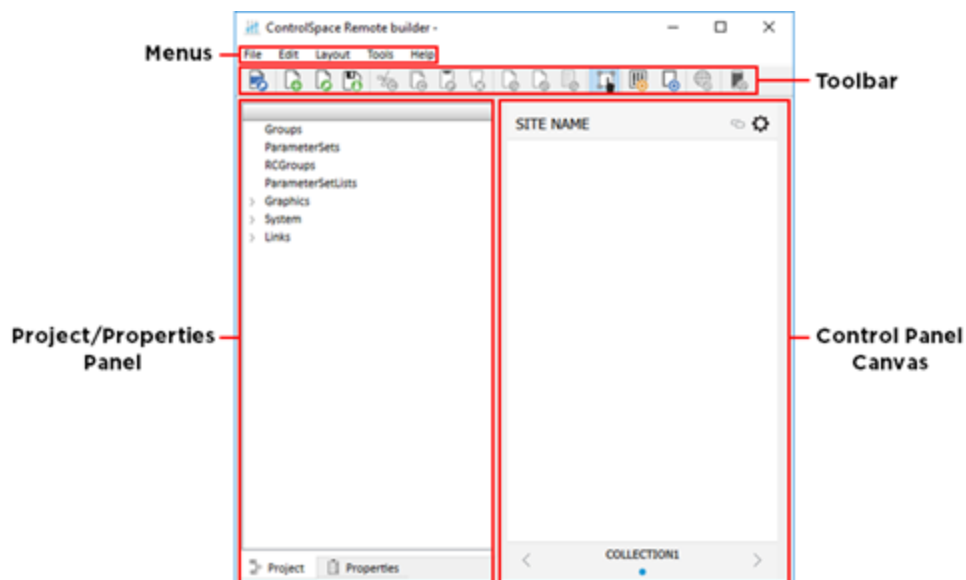 ControlSpace Remote builder -
Menus
File Edit Layout Tools Help
Toolbar
SITE NAME
Groups
ParameterSets
RCGroups
ParameterSetLists
Graphics
System
Links
Project/Properties
Panel
Control Panel
Canvas
COLLECTION1
Project Properties